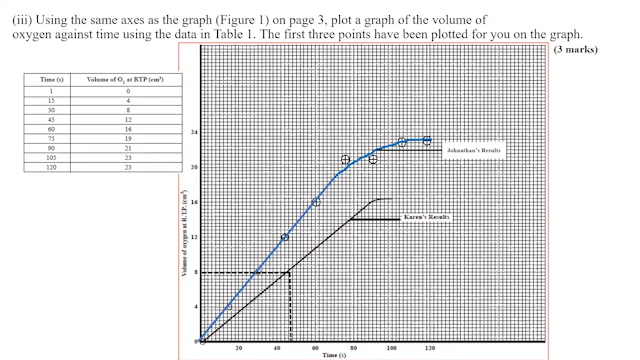 (iii) Using the same axes as the graph (Figure 1) on page 3, plot a graph of the volume of
oxygen against time using the data in Table 1. The first three points have been plotted for you on the graph.
(3 marks)
Time (s) Volume of O₂ at RTP (cm³)
1 0
15 4
30 8
45 12
60 16
75 19
90 21
105 23
120 23
Volume of oxygen at R.T.P. (cm³)
24
20
16
12
8
4
0
Johnathan's Results
Karen's Results
20 40 60 80 100 120
Time (s)